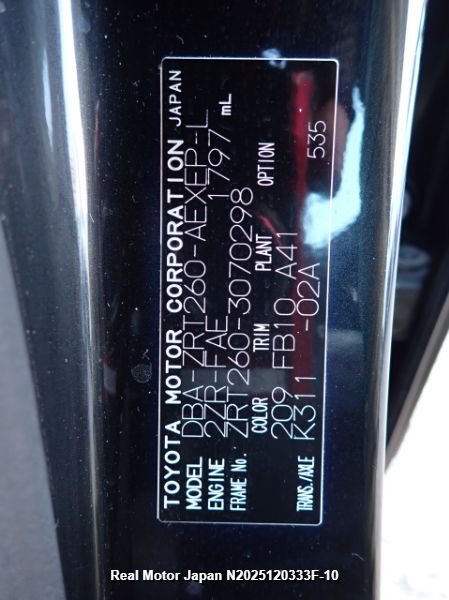 TOYOTA MOTOR CORPORATION JAPAN
MODEL DBA-ZRT260-AEXEP-L
ENGINE 2ZR-FAE 1797 mL
FRAME No. ZRT260-3070298
COLOR TRIM PLANT OPTION
209 FB10 A41
TRANS./AXLE K311 -02A 535
Real Motor Japan N2025120333F-10